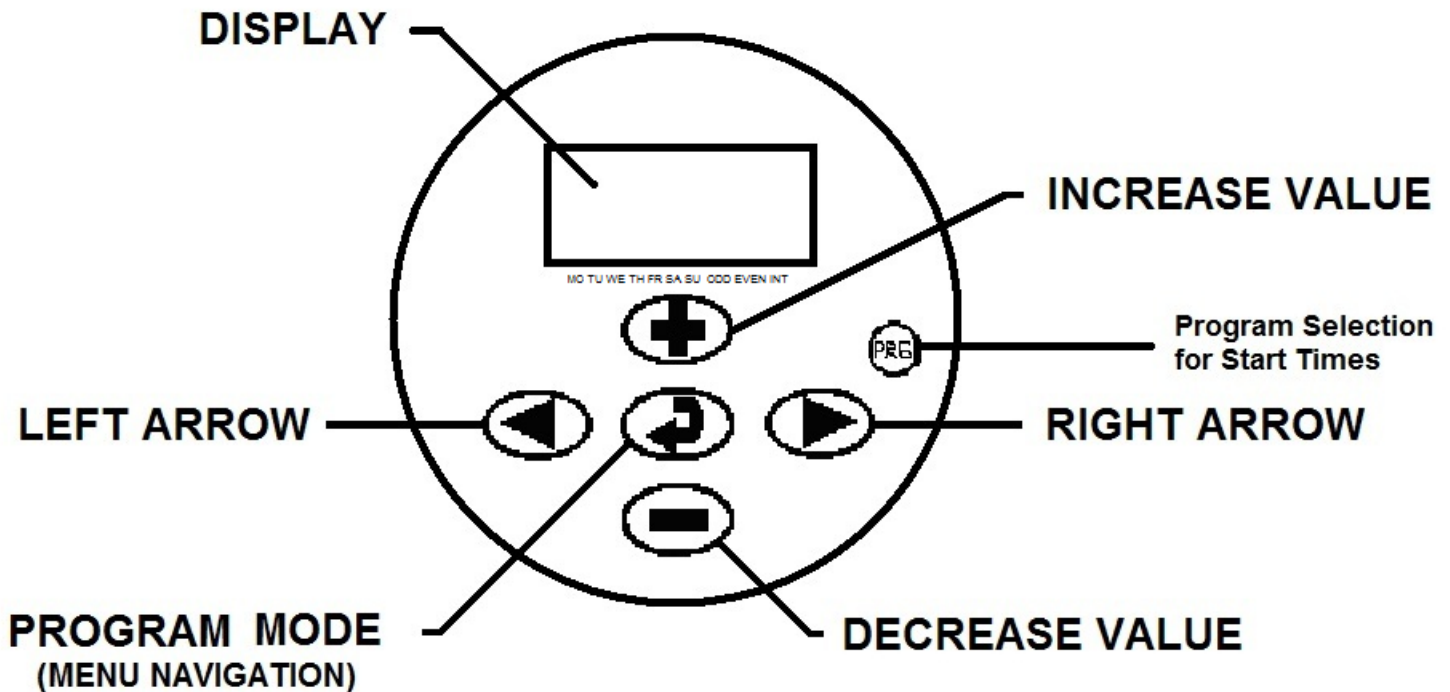 DISPLAY
INCREASE VALUE
MO TU WE TH FR SA SU ODD EVEN INT
PRG
Program Selection
for Start Times
LEFT ARROW
RIGHT ARROW
PROGRAM MODE
(MENU NAVIGATION)
DECREASE VALUE